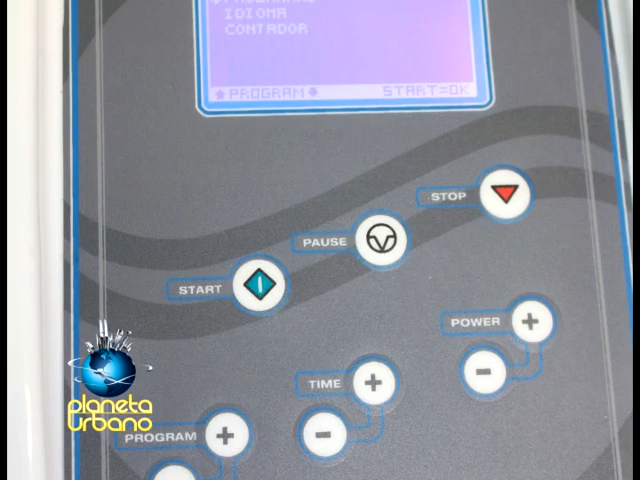 IDIOMA
CONTADOR
PROGRAM
START=OK
STOP
PAUSE
START
POWER
+
-
TIME
+
-
PROGRAM
+
planeta
urbano